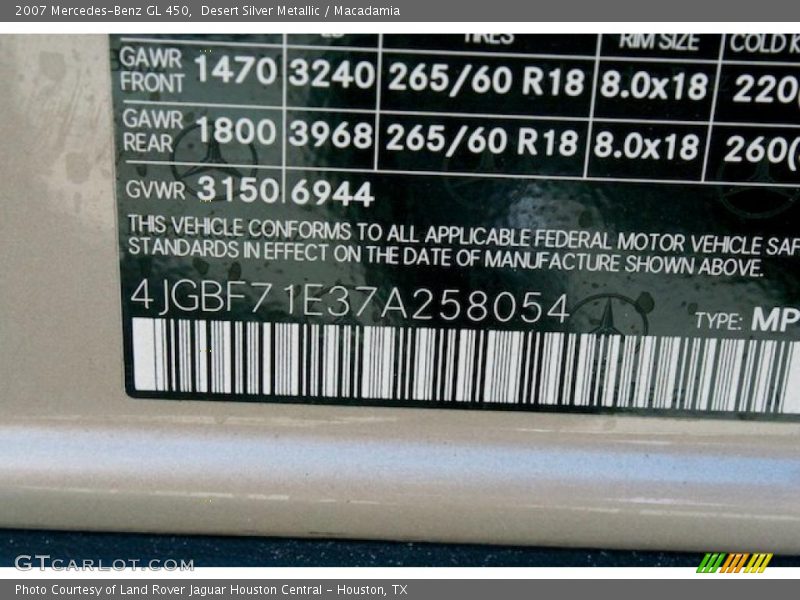 2007 Mercedes-Benz GL 450, Desert Silver Metallic / Macadamia
TIRES RIM SIZE COLD
GAWR FRONT 1470 3240 265/60 R18 8.0x18 220(
GAWR REAR 1800 3968 265/60 R18 8.0x18 260(
GVWR 3150 6944
THIS VEHICLE CONFORMS TO ALL APPLICABLE FEDERAL MOTOR VEHICLE SAF
STANDARDS IN EFFECT ON THE DATE OF MANUFACTURE SHOWN ABOVE.
4JGBF71E37A258054 TYPE: MP
GTCARLOT.COM
Photo Courtesy of Land Rover Jaguar Houston Central - Houston, TX